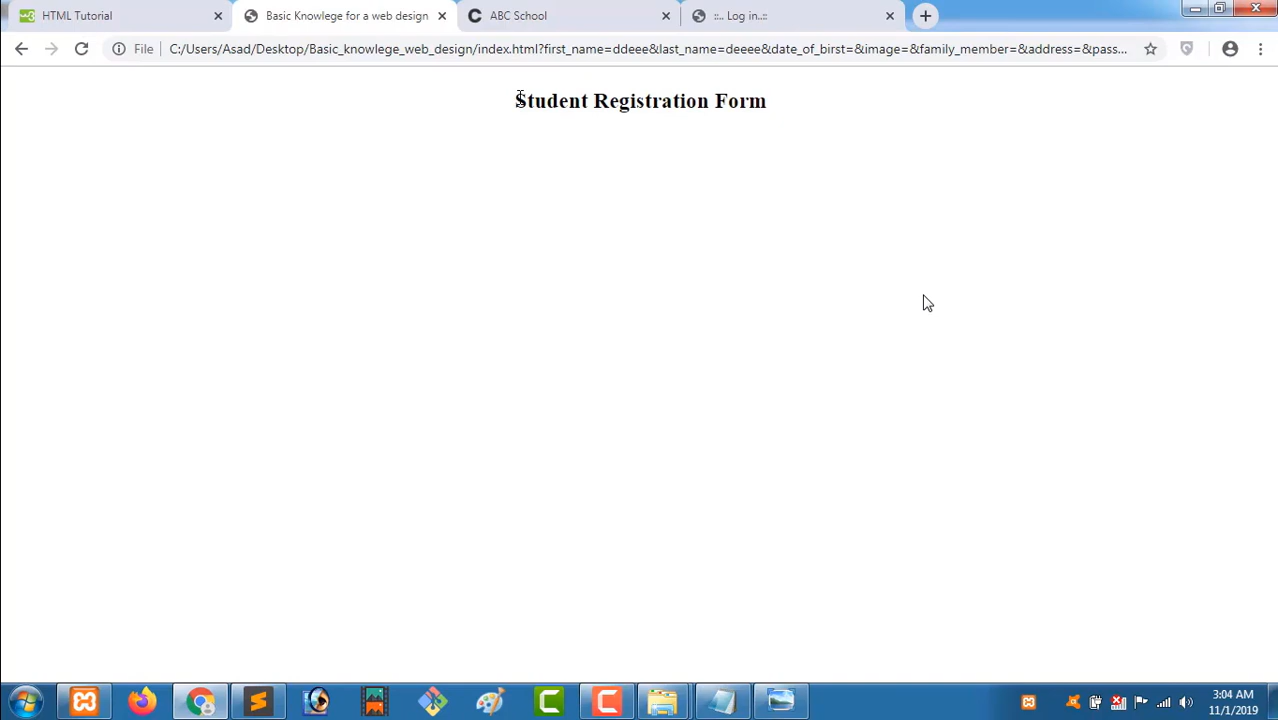 HTML Tutorial
Basic Knowlege for a web design
ABC School
::.. Log in..::
File
C:/Users/Asad/Desktop/Basic_knowlege_web_design/index.html?first_name=ddeee&last_name=deeee&date_of_birst=&image=&family_member=&address=&pass...
Student Registration Form
3:04 AM
11/1/2019